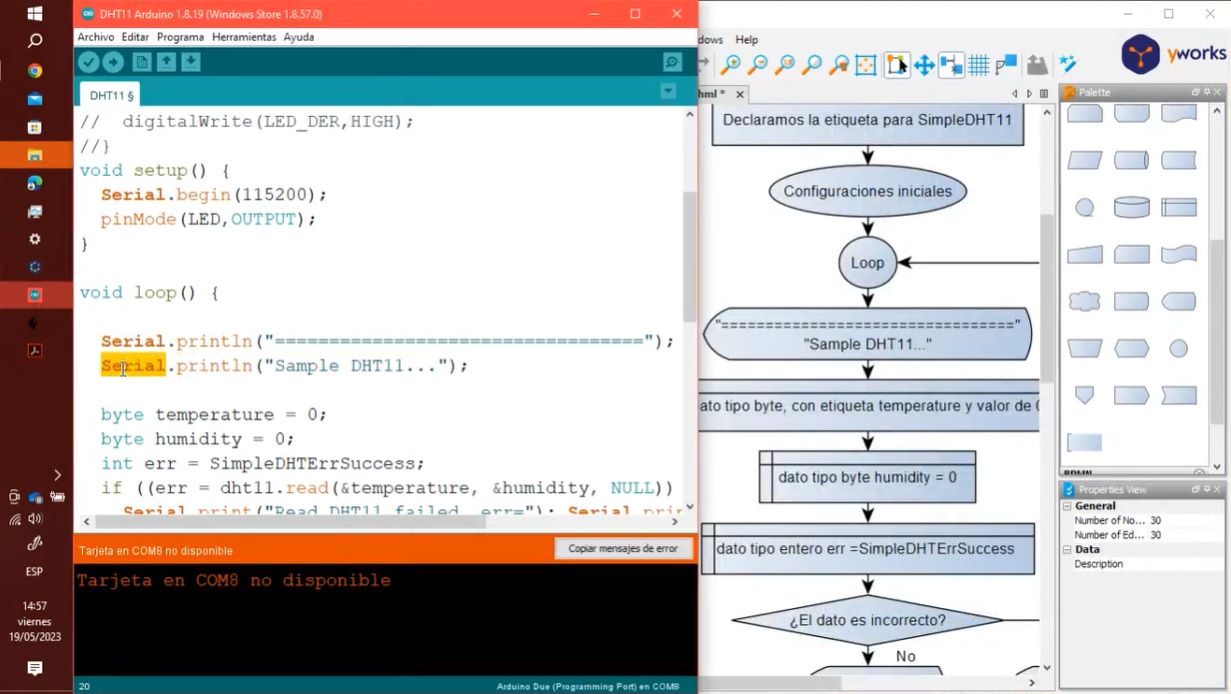 DHT11 Arduino 1.8.19 (Windows Store 1.8.57.0)
Archivo Editar Programa Herramientas Ayuda
DHT11 §
//  digitalWrite(LED_DER,HIGH);
//}
void setup() {
Serial.begin(115200);
pinMode(LED,OUTPUT);
}
void loop() {
Serial.println("==================================");
Serial.println("Sample DHT11...");
byte temperature = 0;
byte humidity = 0;
int err = SimpleDHTErrSuccess;
if ((err = dht11.read(&temperature, &humidity, NULL))
Serial.print("Read DHT11 failed, err="); Serial.prin
Tarjeta en COM8 no disponible
Copiar mensajes de error
Tarjeta en COM8 no disponible
20
Arduino Due (Programming Port) en COM8
ESP
14:57
viernes
19/05/2023
dows Help
yworks
hml *
Declaramos la etiqueta para SimpleDHT11
Configuraciones iniciales
Loop
"=================================="
"Sample DHT11..."
ato tipo byte, con etiqueta temperature y valor de 0
dato tipo byte humidity = 0
dato tipo entero err =SimpleDHTErrSuccess
¿El dato es incorrecto?
No
Palette
BPMN
Properties View
General
Number of No... 30
Number of Ed... 30
Data
Description